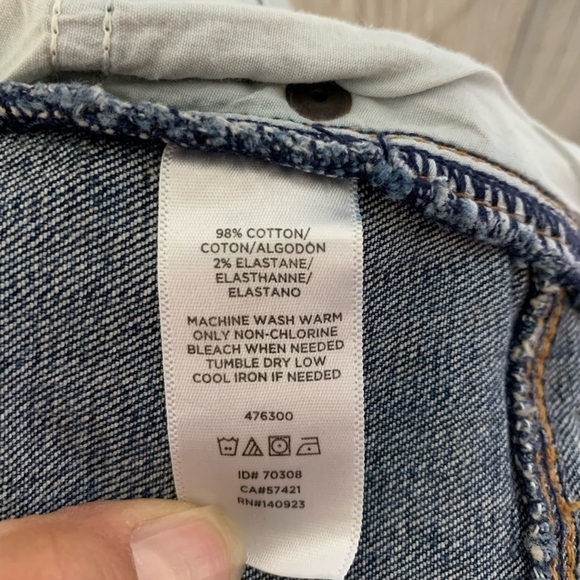 98% COTTON/
COTON/ALGODÓN
2% ELASTANE/
ELASTHANNE/
ELASTANO
MACHINE WASH WARM
ONLY NON-CHLORINE
BLEACH WHEN NEEDED
TUMBLE DRY LOW
COOL IRON IF NEEDED
476300
ID# 70308
CA#57421
RN#140923